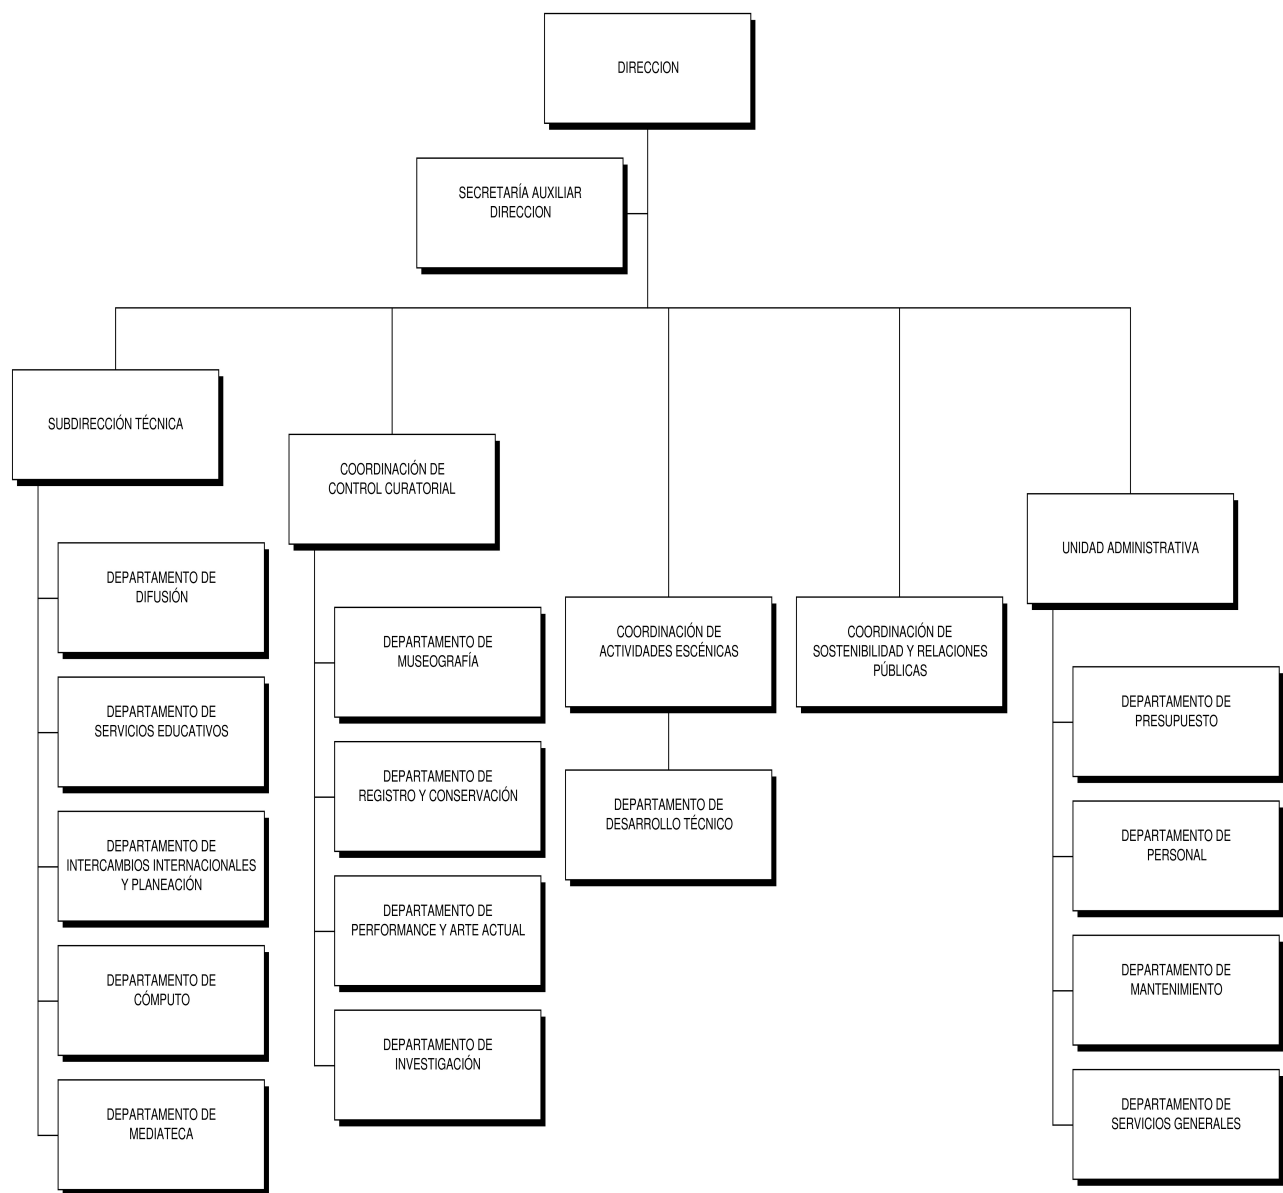 DIRECCION
SECRETARÍA AUXILIAR
DIRECCION
SUBDIRECCIÓN TÉCNICA
DEPARTAMENTO DE
DIFUSIÓN
DEPARTAMENTO DE
SERVICIOS EDUCATIVOS
DEPARTAMENTO DE
INTERCAMBIOS INTERNACIONALES
Y PLANEACIÓN
DEPARTAMENTO DE
CÓMPUTO
DEPARTAMENTO DE
MEDIATECA
COORDINACIÓN DE
CONTROL CURATORIAL
DEPARTAMENTO DE
MUSEOGRAFÍA
DEPARTAMENTO DE
REGISTRO Y CONSERVACIÓN
DEPARTAMENTO DE
PERFORMANCE Y ARTE ACTUAL
DEPARTAMENTO DE
INVESTIGACIÓN
COORDINACIÓN DE
ACTIVIDADES ESCÉNICAS
DEPARTAMENTO DE
DESARROLLO TÉCNICO
COORDINACIÓN DE
SOSTENIBILIDAD Y RELACIONES
PÚBLICAS
UNIDAD ADMINISTRATIVA
DEPARTAMENTO DE
PRESUPUESTO
DEPARTAMENTO DE
PERSONAL
DEPARTAMENTO DE
MANTENIMIENTO
DEPARTAMENTO DE
SERVICIOS GENERALES